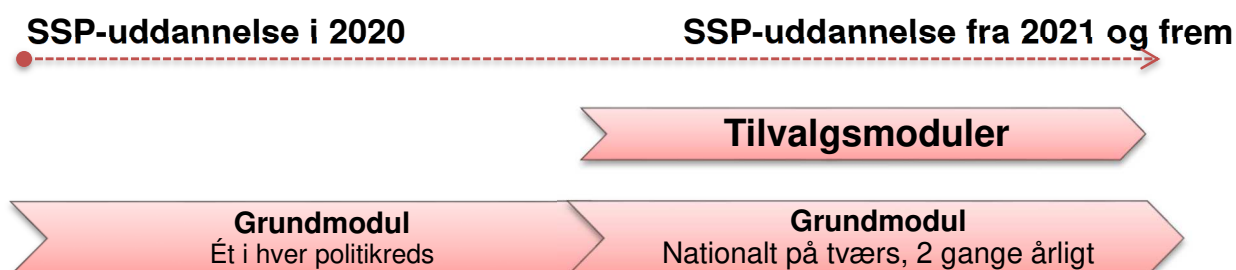 SSP-uddannelse i 2020
SSP-uddannelse fra 2021 og frem
Tilvalgsmoduler
Grundmodul
Ét i hver politikreds
Grundmodul
Nationalt på tværs, 2 gange årligt